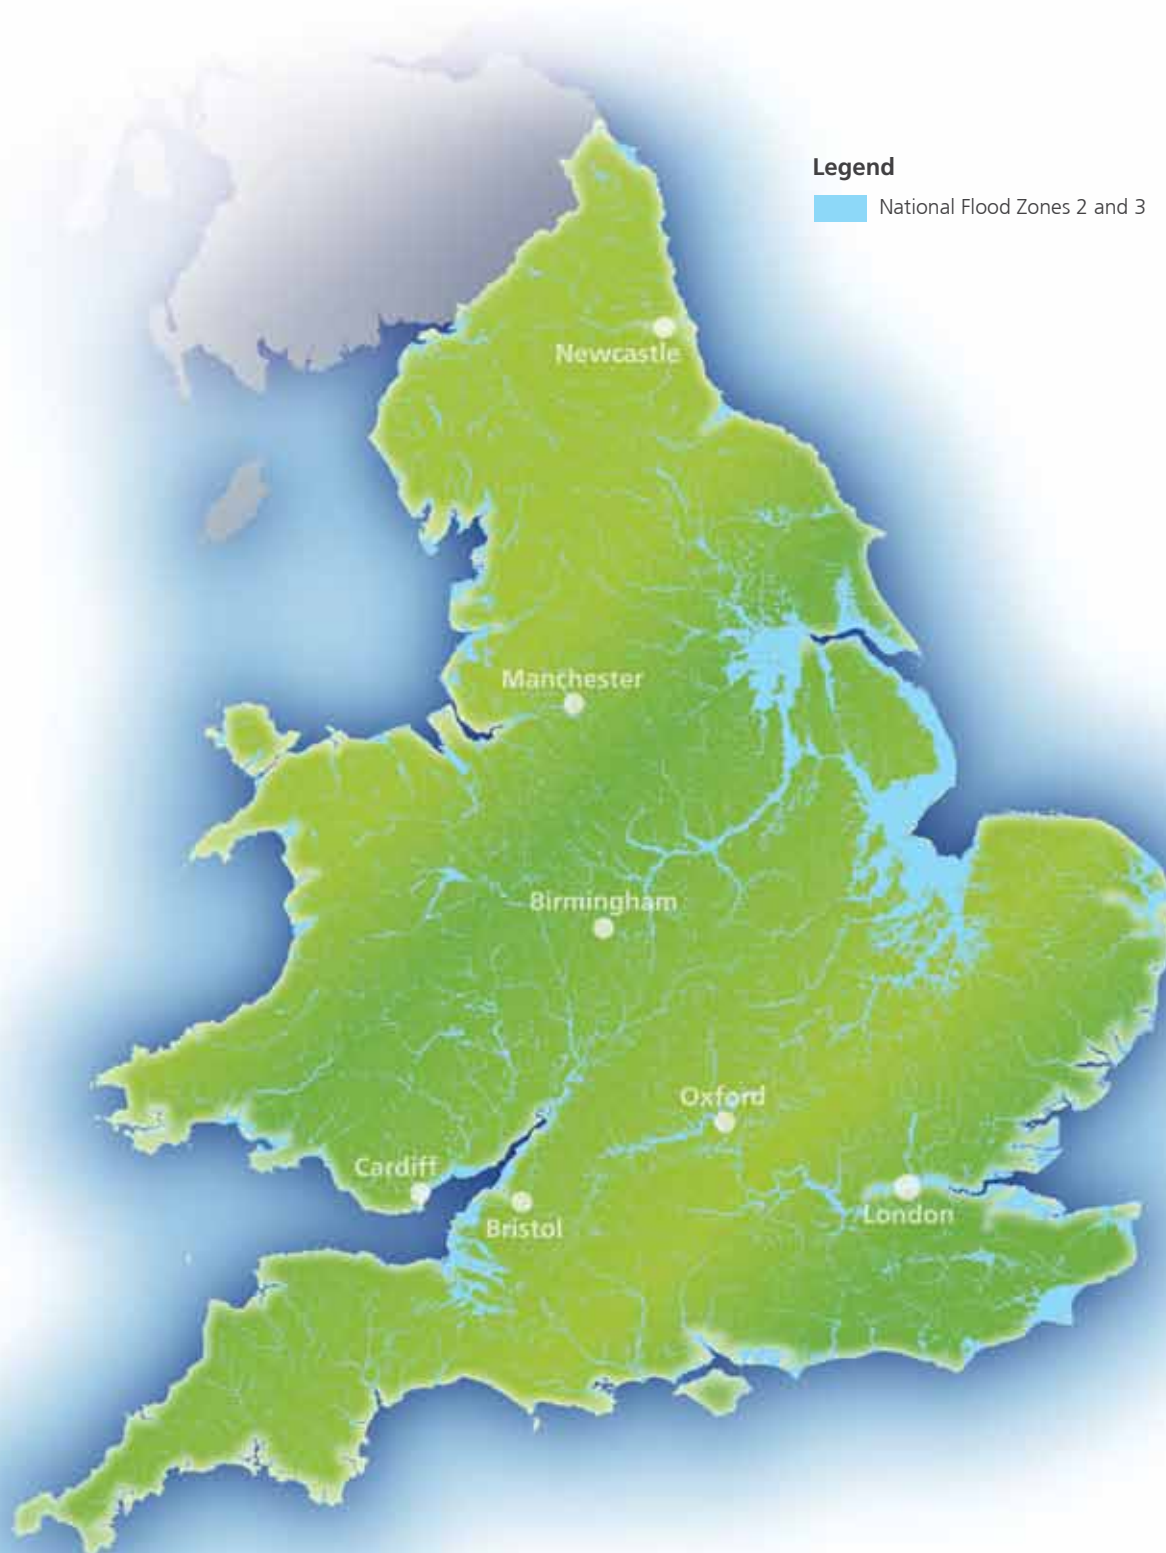 Legend
National Flood Zones 2 and 3
Newcastle
Manchester
Birmingham
Oxford
Cardiff
London
Bristol